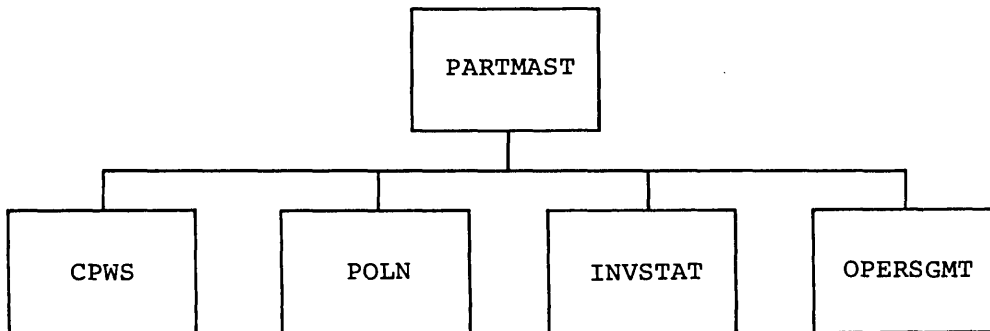 PARTMAST
CPWS
POLN
INVSTAT
OPERSGMT